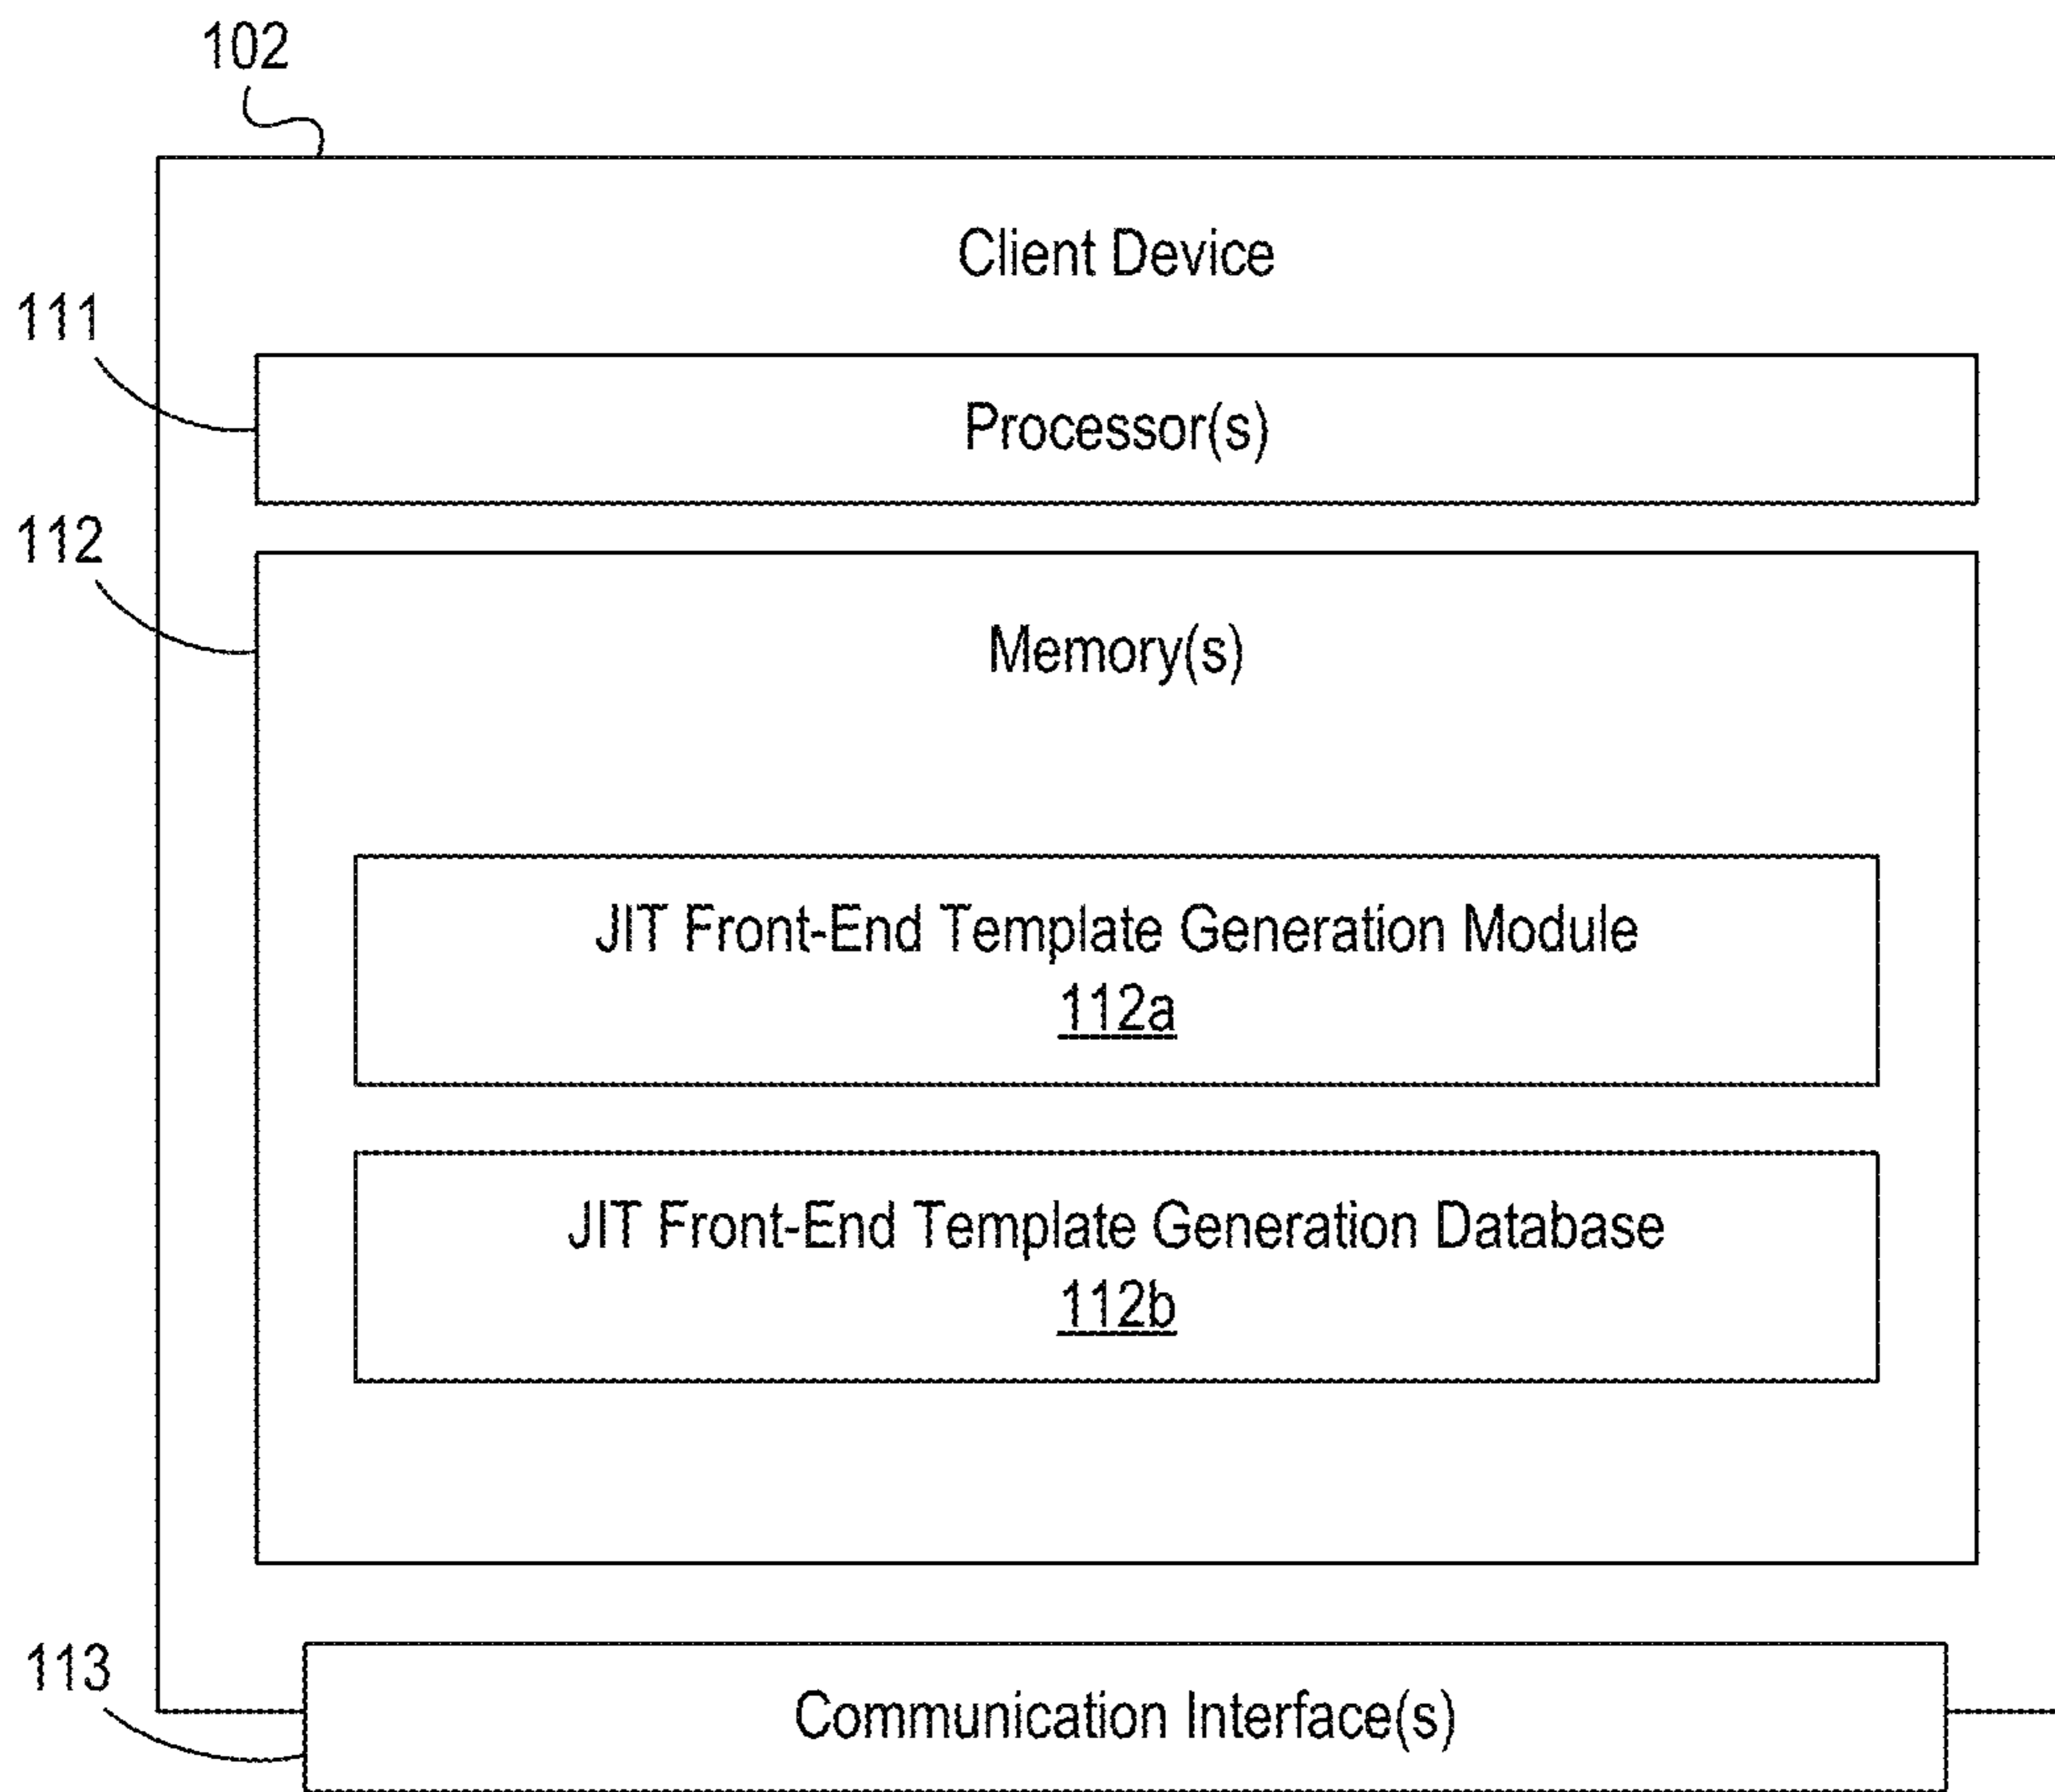 102
Client Device
111
Processor(s)
112
Memory(s)
JIT Front-End Template Generation Module
112a
JIT Front-End Template Generation Database
112b
113
Communication Interface(s)